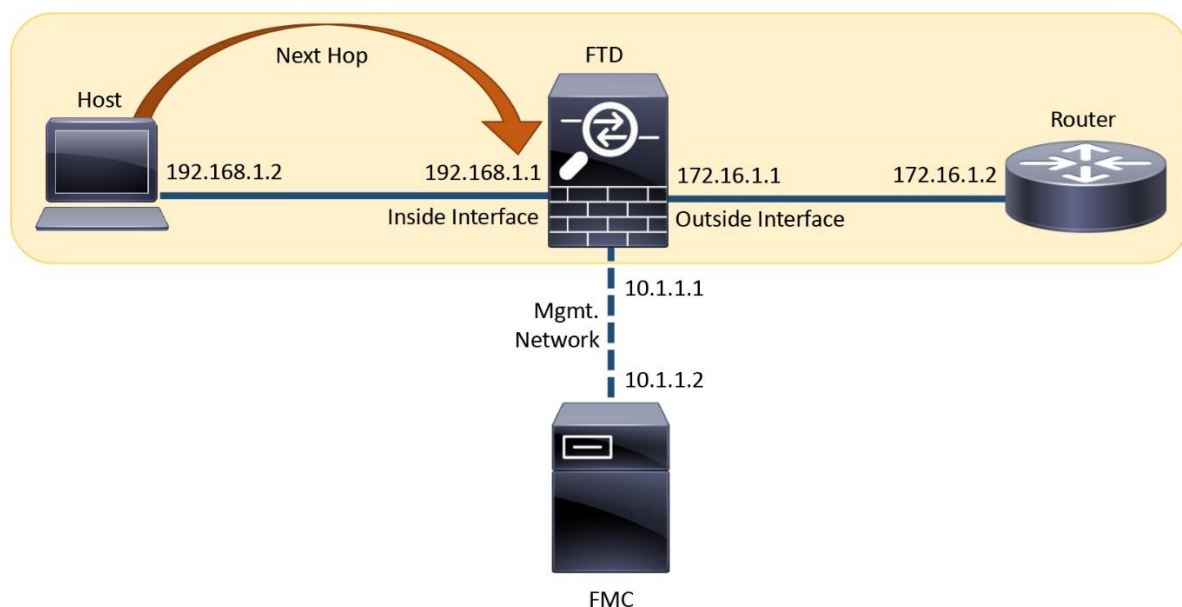 Next Hop
FTD
Host
Router
192.168.1.2
192.168.1.1
172.16.1.1
172.16.1.2
Inside Interface
Outside Interface
10.1.1.1
Mgmt.
Network
10.1.1.2
FMC